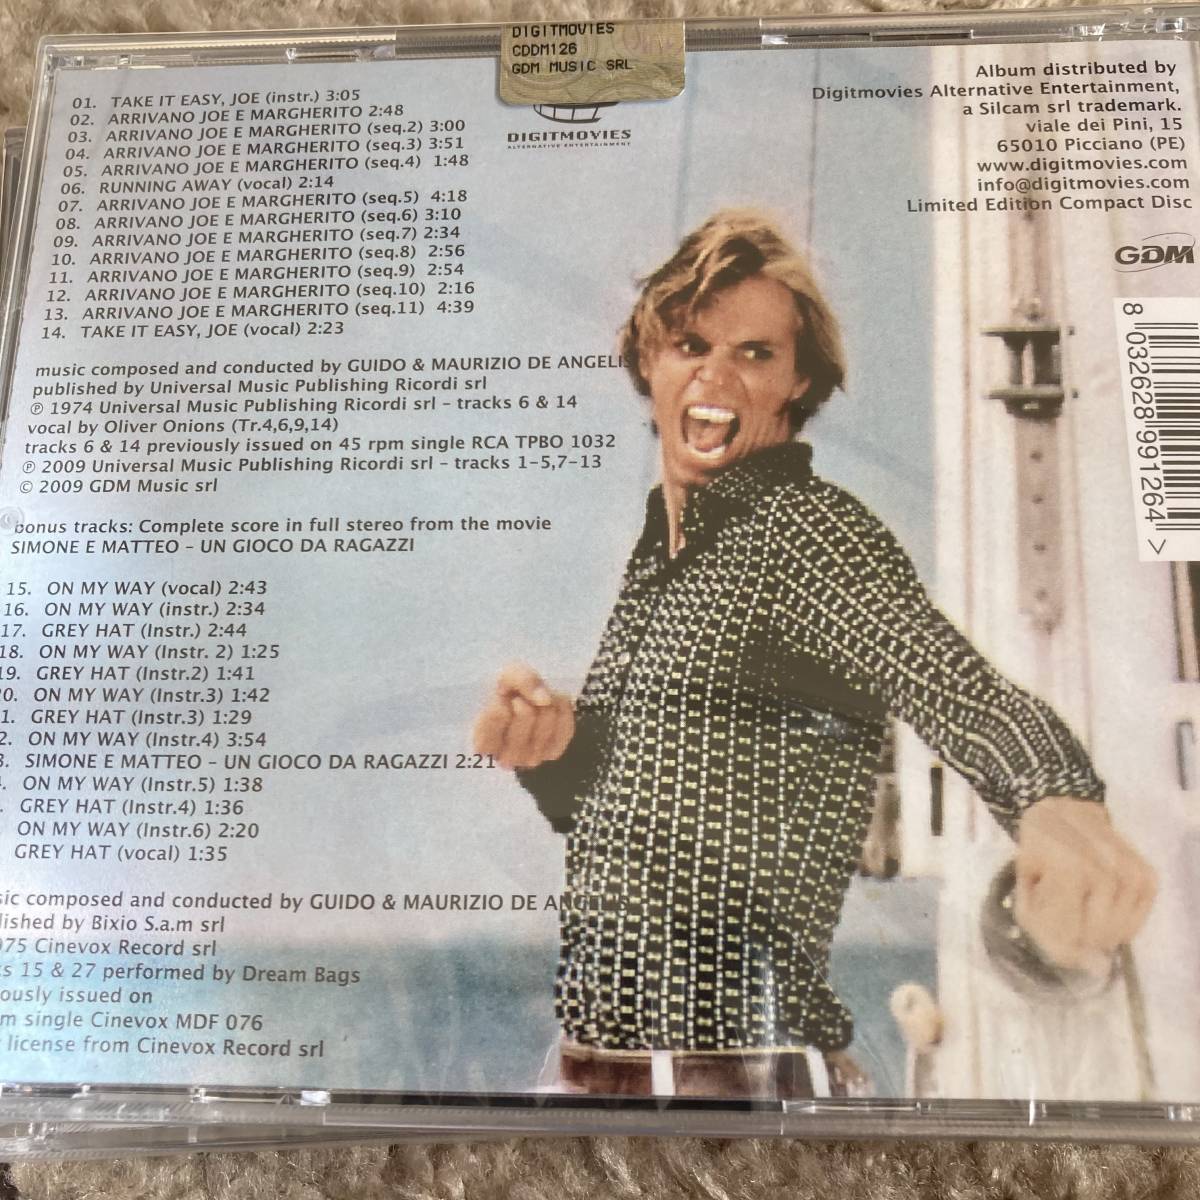 DIGITMOVIES
CDDM126
GDM MUSIC SRL
DIGITMOVIES
ALTERNATIVE ENTERTAINMENT
01. TAKE IT EASY, JOE (instr.) 3:05
02. ARRIVANO JOE E MARGHERITO 2:48
03. ARRIVANO JOE E MARGHERITO (seq.2) 3:00
04. ARRIVANO JOE E MARGHERITO (seq.3) 3:51
05. ARRIVANO JOE E MARGHERITO (seq.4) 1:48
06. RUNNING AWAY (vocal) 2:14
07. ARRIVANO JOE E MARGHERITO (seq.5) 4:18
08. ARRIVANO JOE E MARGHERITO (seq.6) 3:10
09. ARRIVANO JOE E MARGHERITO (seq.7) 2:34
10. ARRIVANO JOE E MARGHERITO (seq.8) 2:56
11. ARRIVANO JOE E MARGHERITO (seq.9) 2:54
12. ARRIVANO JOE E MARGHERITO (seq.10) 2:16
13. ARRIVANO JOE E MARGHERITO (seq.11) 4:39
14. TAKE IT EASY, JOE (vocal) 2:23
music composed and conducted by GUIDO & MAURIZIO DE ANGELIS
published by Universal Music Publishing Ricordi srl
℗ 1974 Universal Music Publishing Ricordi srl - tracks 6 & 14
vocal by Oliver Onions (Tr.4,6,9,14)
tracks 6 & 14 previously issued on 45 rpm single RCA TPBO 1032
℗ 2009 Universal Music Publishing Ricordi srl - tracks 1-5,7-13
© 2009 GDM Music srl
bonus tracks: Complete score in full stereo from the movie
SIMONE E MATTEO - UN GIOCO DA RAGAZZI
15. ON MY WAY (vocal) 2:43
16. ON MY WAY (instr.) 2:34
17. GREY HAT (Instr.) 2:44
18. ON MY WAY (Instr. 2) 1:25
19. GREY HAT (Instr.2) 1:41
0. ON MY WAY (Instr.3) 1:42
1. GREY HAT (Instr.3) 1:29
2. ON MY WAY (Instr.4) 3:54
3. SIMONE E MATTEO - UN GIOCO DA RAGAZZI 2:21
. ON MY WAY (Instr.5) 1:38
. GREY HAT (Instr.4) 1:36
ON MY WAY (Instr.6) 2:20
GREY HAT (vocal) 1:35
sic composed and conducted by GUIDO & MAURIZIO DE ANGELIS
lished by Bixio S.a.m srl
975 Cinevox Record srl
s 15 & 27 performed by Dream Bags
ously issued on
m single Cinevox MDF 076
license from Cinevox Record srl
Album distributed by
Digitmovies Alternative Entertainment,
a Silcam srl trademark.
viale dei Pini, 15
65010 Picciano (PE)
www.digitmovies.com
info@digitmovies.com
Limited Edition Compact Disc
GDM
8 032628 991264 >